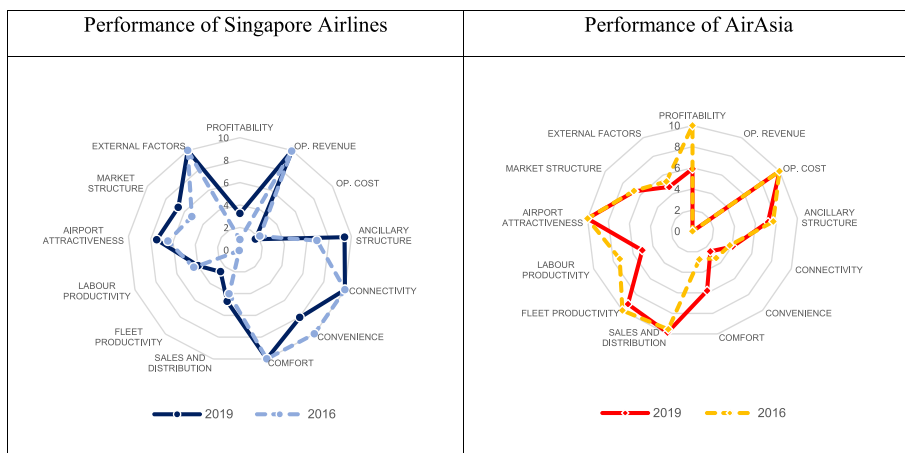 Performance of Singapore Airlines
Performance of AirAsia
PROFITABILITY
OP. REVENUE
OP. COST
ANCILLARY
STRUCTURE
CONNECTIVITY
CONVENIENCE
COMFORT
SALES AND
DISTRIBUTION
FLEET
PRODUCTIVITY
LABOUR
PRODUCTIVITY
AIRPORT
ATTRACTIVENESS
MARKET
STRUCTURE
EXTERNAL FACTORS
10
8
6
4
2
0
2019
2016
PROFITABILITY
OP. REVENUE
OP. COST
ANCILLARY
STRUCTURE
CONNECTIVITY
CONVENIENCE
COMFORT
SALES AND
DISTRIBUTION
FLEET PRODUCTIVITY
LABOUR
PRODUCTIVITY
AIRPORT
ATTRACTIVENESS
MARKET STRUCTURE
EXTERNAL FACTORS
10
8
6
4
2
0
2019
2016